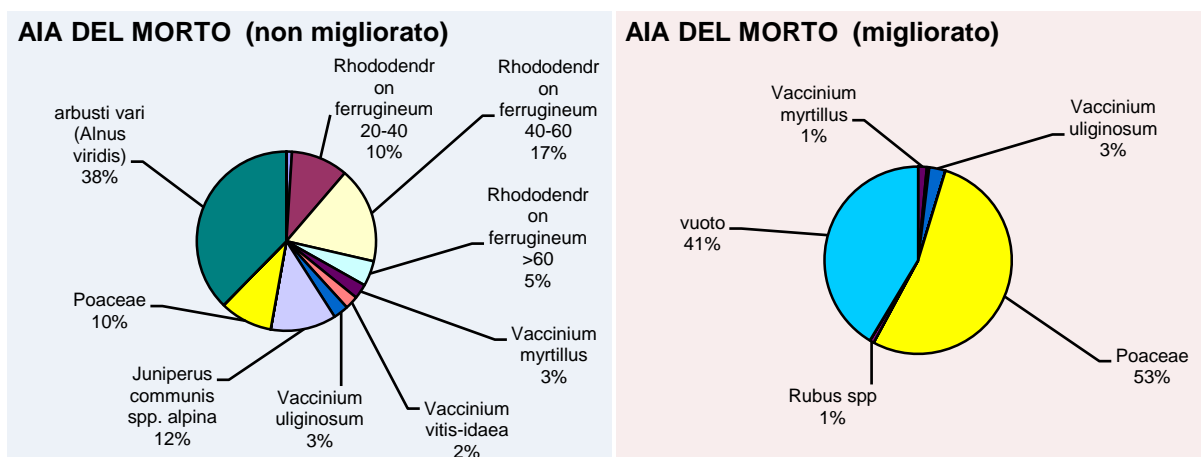 AIA DEL MORTO (non migliorato)
Rhododendr
on
ferrugineum
20-40
10%
Rhododendr
on
ferrugineum
40-60
17%
Rhododendr
on
ferrugineum
>60
5%
Vaccinium
myrtillus
3%
Vaccinium
vitis-idaea
2%
Vaccinium
uliginosum
3%
Juniperus
communis
spp. alpina
12%
Poaceae
10%
arbusti vari
(Alnus
viridis)
38%
AIA DEL MORTO (migliorato)
Vaccinium
myrtillus
1%
Vaccinium
uliginosum
3%
Poaceae
53%
Rubus spp
1%
vuoto
41%